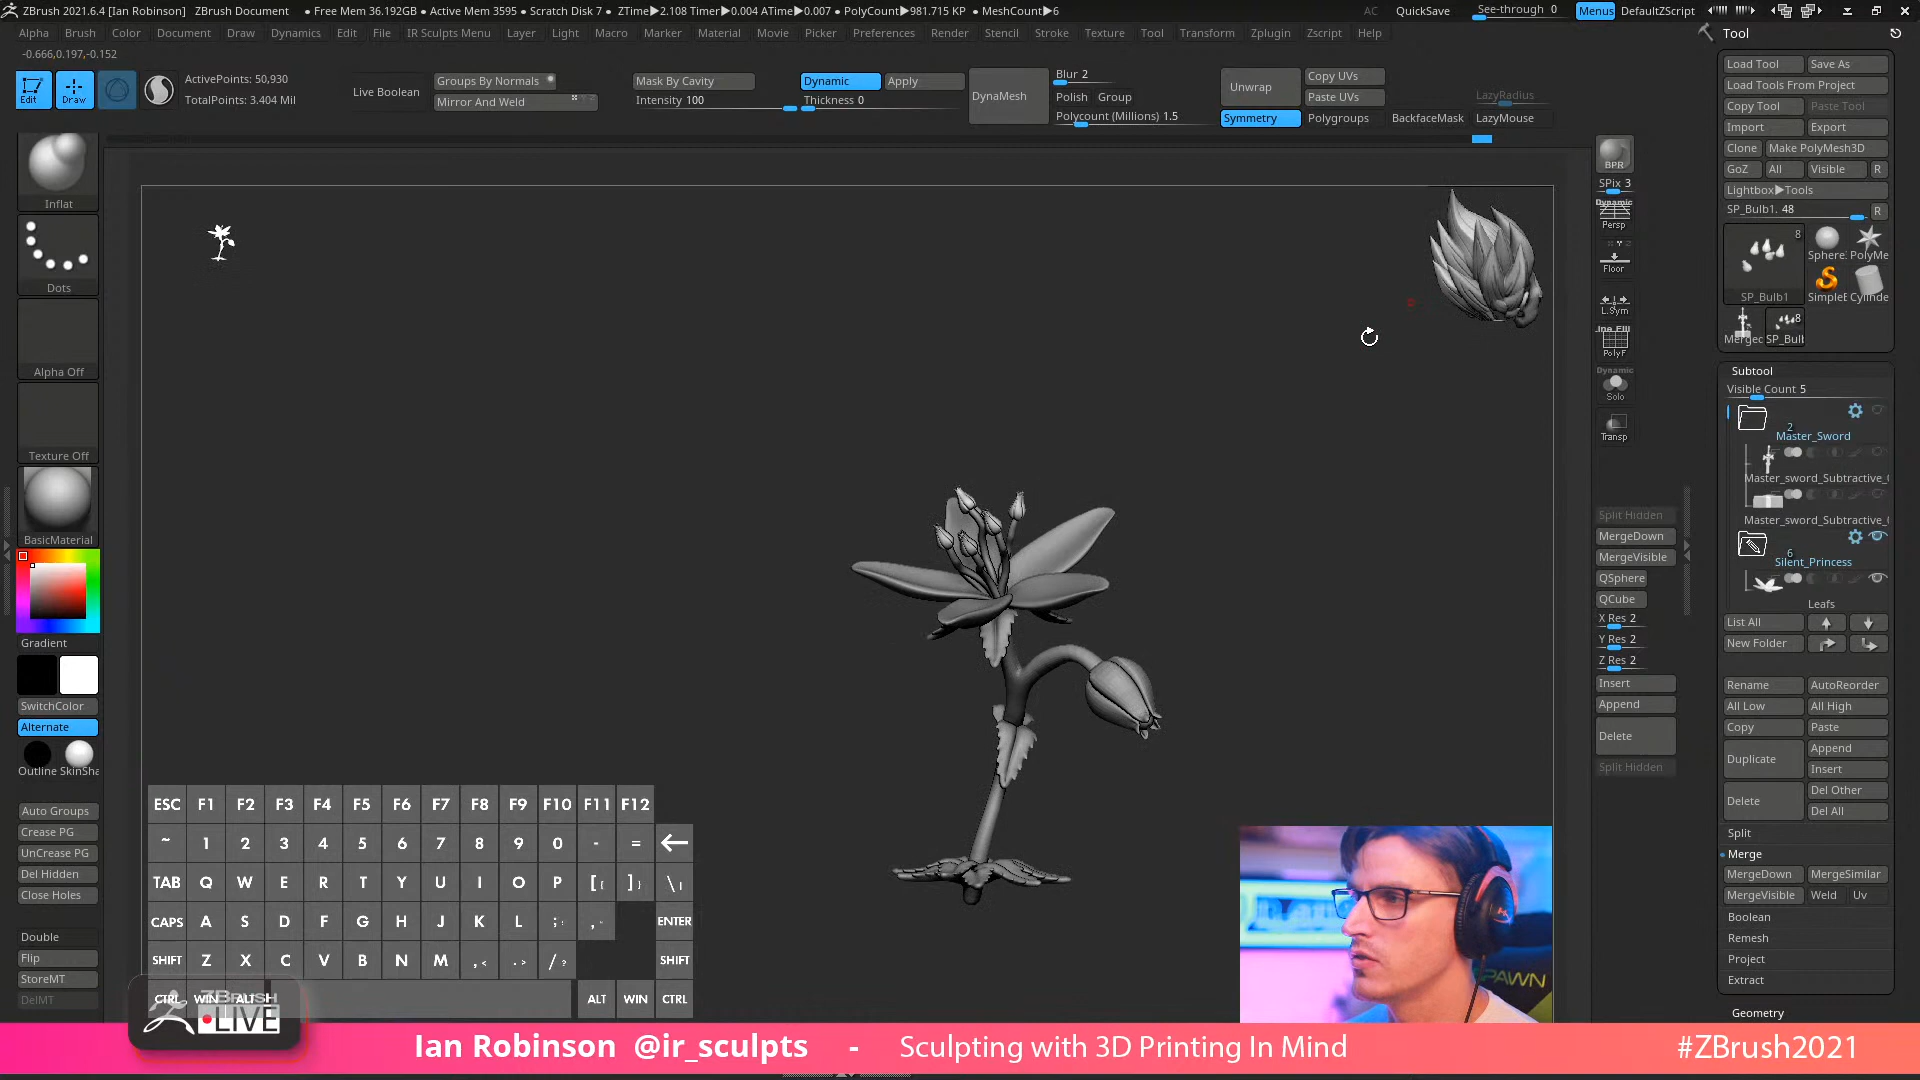 ZBrush 2021.6.4 [Ian Robinson] ZBrush Document • Free Mem 36.192GB • Active Mem 3595 • Scratch Disk 7 • ZTime▶2.108 Timer▶0.004 ATime▶0.007 • PolyCount▶981.715 KP • MeshCount▶6 AC QuickSave See-through 0 Menus DefaultZScript
Alpha Brush Color Document Draw Dynamics Edit File IR Sculpts Menu Layer Light Macro Marker Material Movie Picker Preferences Render Stencil Stroke Texture Tool Transform Zplugin Zscript Help
-0.666,0.197,-0.152
Edit Draw
ActivePoints: 50,930
TotalPoints: 3.404 Mil
Live Boolean
Groups By Normals
Mirror And Weld
Mask By Cavity
Intensity 100
Dynamic Apply
Thickness 0
DynaMesh
Blur 2
Polish Group
Polycount (Millions) 1.5
Unwrap
Copy UVs
Paste UVs
Symmetry Polygroups BackfaceMask LazyMouse
LazyRadius
Inflat
Dots
Alpha Off
Texture Off
BasicMaterial
Gradient
SwitchColor
Alternate
Outline SkinSha
Auto Groups
Crease PG
UnCrease PG
Del Hidden
Close Holes
Double
Flip
StoreMT
DelMT
BPR
SPix 3
Dynamic
Persp
Floor
L.Sym
PolyF
Dynamic
Solo
Transp
Split Hidden
MergeDown
MergeVisible
QSphere
QCube
X Res 2
Y Res 2
Z Res 2
Insert
Append
Delete
Split Hidden
Tool
Load Tool Save As
Load Tools From Project
Copy Tool Paste Tool
Import Export
Clone Make PolyMesh3D
GoZ All Visible R
Lightbox▶Tools
SP_Bulb1. 48 R
8
SP_Bulb1
Sphere. PolyMe
SimpleE Cylinde
8
Mergec SP_Bull
Subtool
Visible Count 5
2
Master_Sword
Master_sword_Subtractive_0
Master_sword_Subtractive_0
6
Silent_Princess
Leafs
List All
New Folder
Rename AutoReorder
All Low All High
Copy Paste
Duplicate Append
Insert
Delete Del Other
Del All
Split
Merge
MergeDown MergeSimilar
MergeVisible Weld Uv
Boolean
Remesh
Project
Extract
Geometry
ESC F1 F2 F3 F4 F5 F6 F7 F8 F9 F10 F11 F12
~ 1 2 3 4 5 6 7 8 9 0 - =
TAB Q W E R T Y U I O P [{ ]} \|
CAPS A S D F G H J K L ;: ,. ENTER
SHIFT Z X C V B N M ,< .> /? SHIFT
CTRL WIN ALT ALT WIN CTRL
ZBRUSH
LIVE
PAWN
Ian Robinson @ir_sculpts - Sculpting with 3D Printing In Mind #ZBrush2021